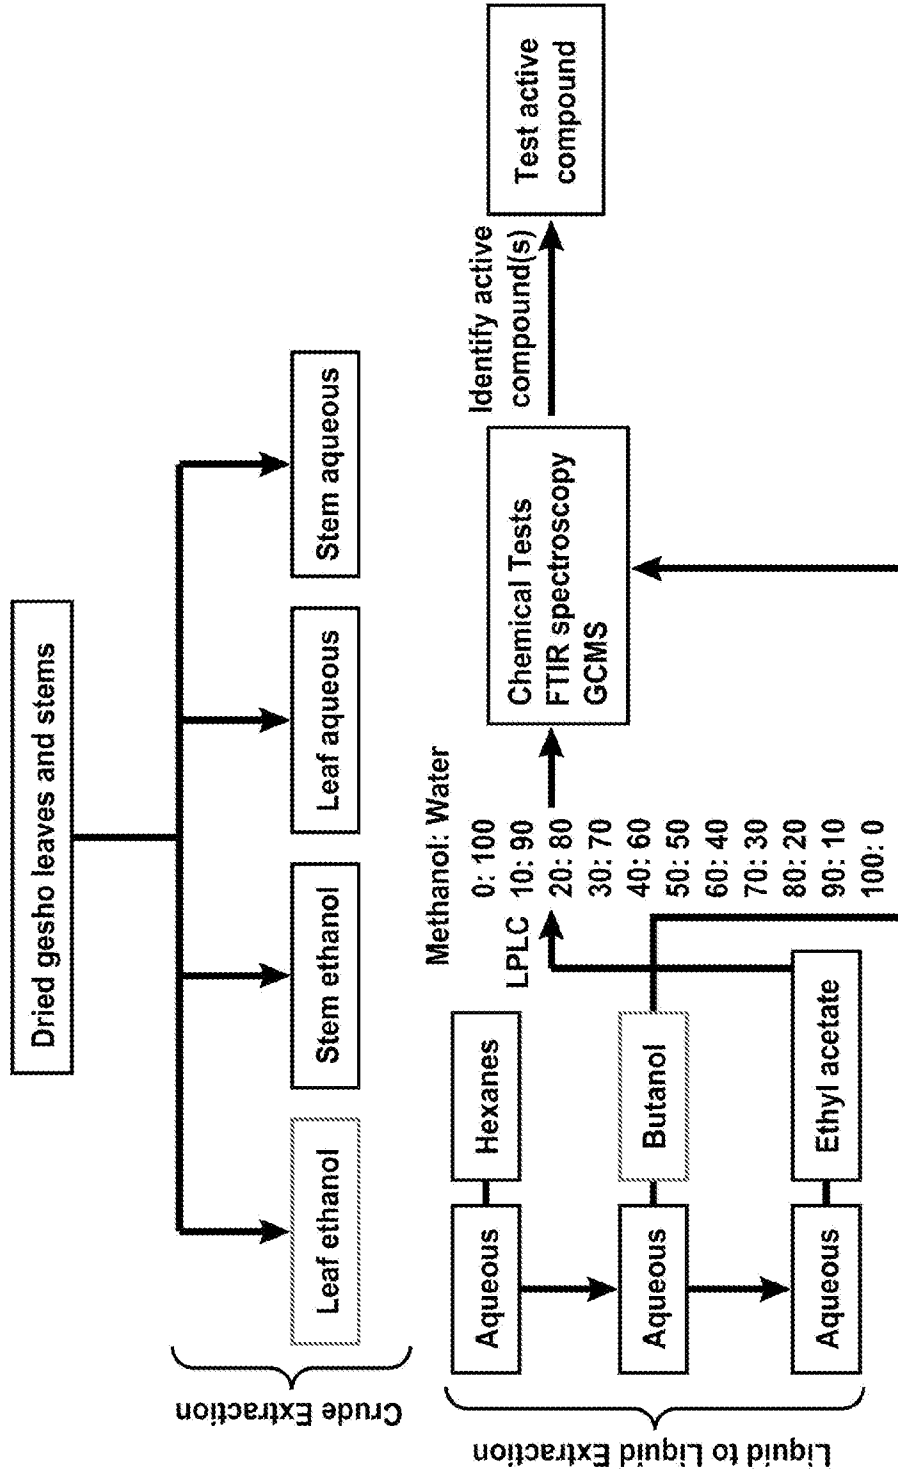 Dried gesho leaves and stems
Leaf ethanol
Stem ethanol
Leaf aqueous
Stem aqueous
Crude Extraction
Aqueous
Hexanes
Aqueous
Butanol
Aqueous
Ethyl acetate
Liquid to Liquid Extraction
LPLC
Methanol: Water
0: 100
10: 90
20: 80
30: 70
40: 60
50: 50
60: 40
70: 30
80: 20
90: 10
100: 0
Chemical Tests
FTIR spectroscopy
GCMS
Identify active
compound(s)
Test active
compound